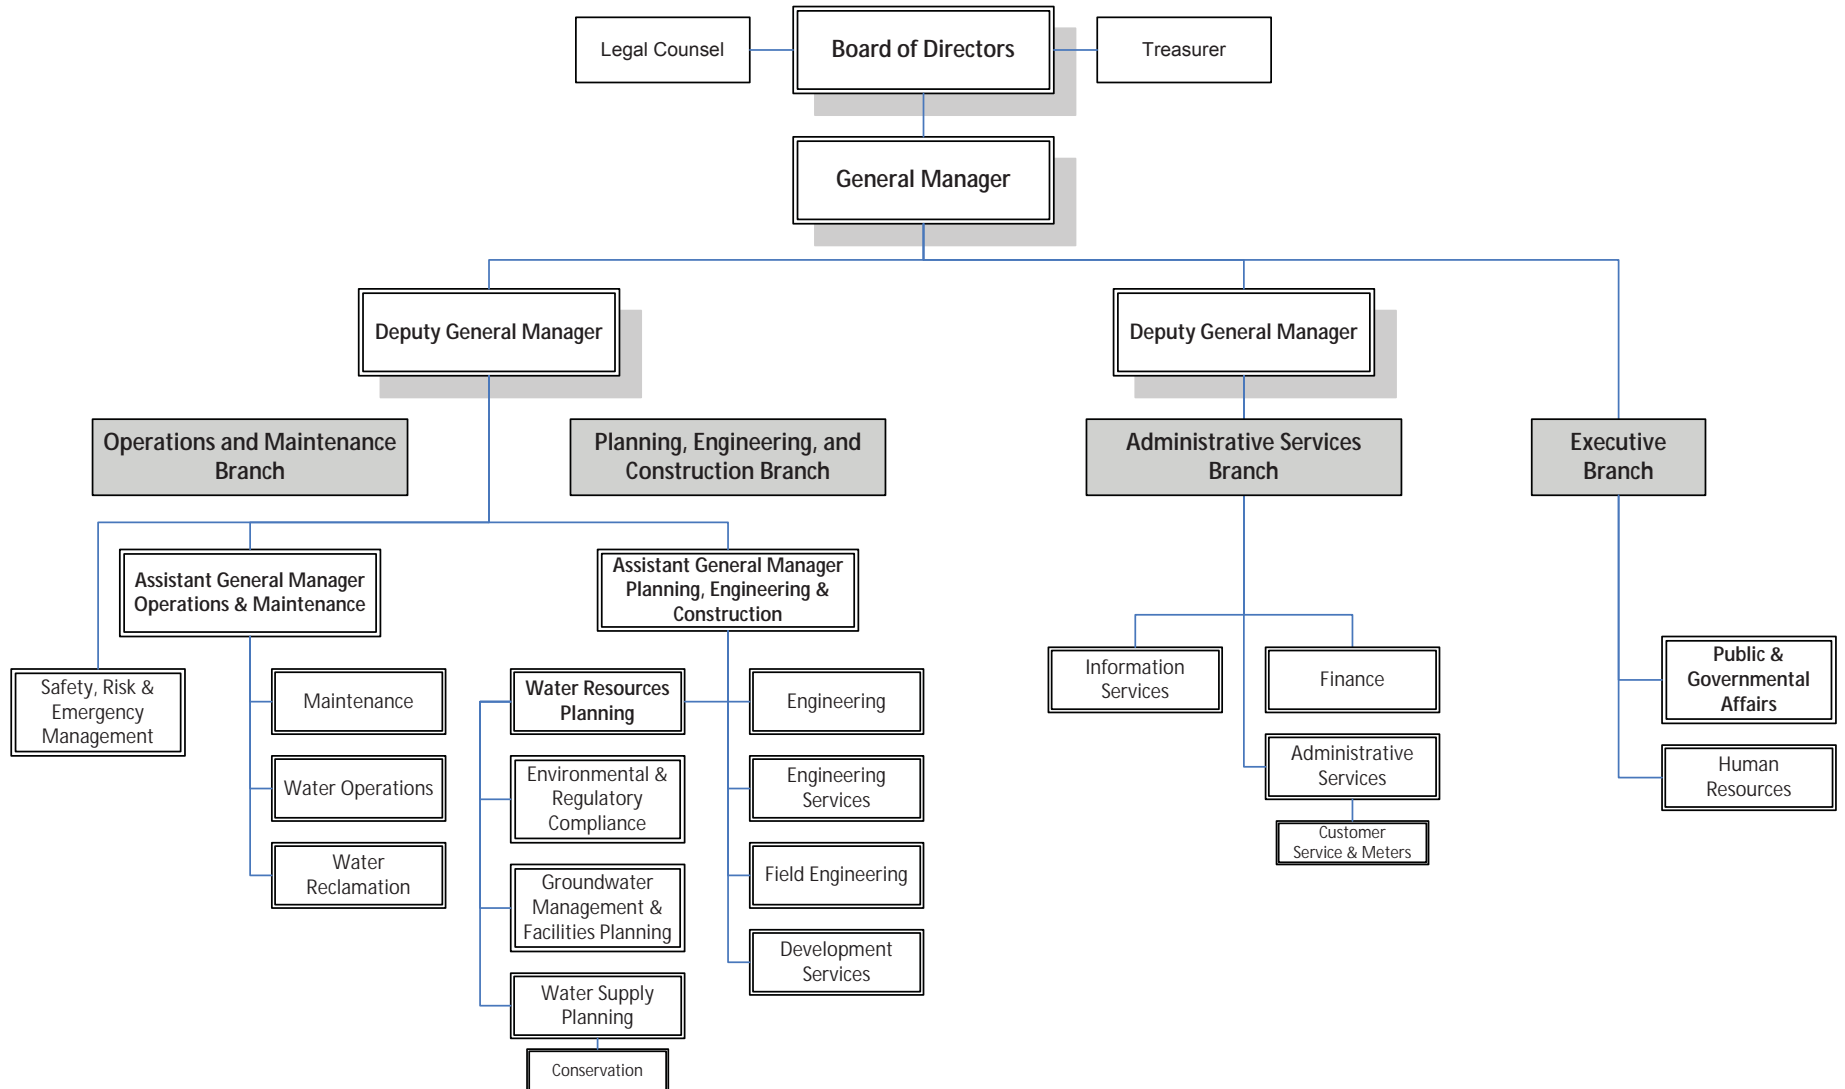 Legal Counsel
Board of Directors
Treasurer
General Manager
Deputy General Manager
Deputy General Manager
Operations and Maintenance
Branch
Planning, Engineering, and
Construction Branch
Administrative Services
Branch
Executive
Branch
Assistant General Manager
Operations & Maintenance
Assistant General Manager
Planning, Engineering &
Construction
Safety, Risk &
Emergency
Management
Maintenance
Water Operations
Water
Reclamation
Water Resources
Planning
Environmental &
Regulatory
Compliance
Groundwater
Management &
Facilities Planning
Water Supply
Planning
Conservation
Engineering
Engineering
Services
Field Engineering
Development
Services
Information
Services
Finance
Administrative
Services
Customer
Service & Meters
Public &
Governmental
Affairs
Human
Resources